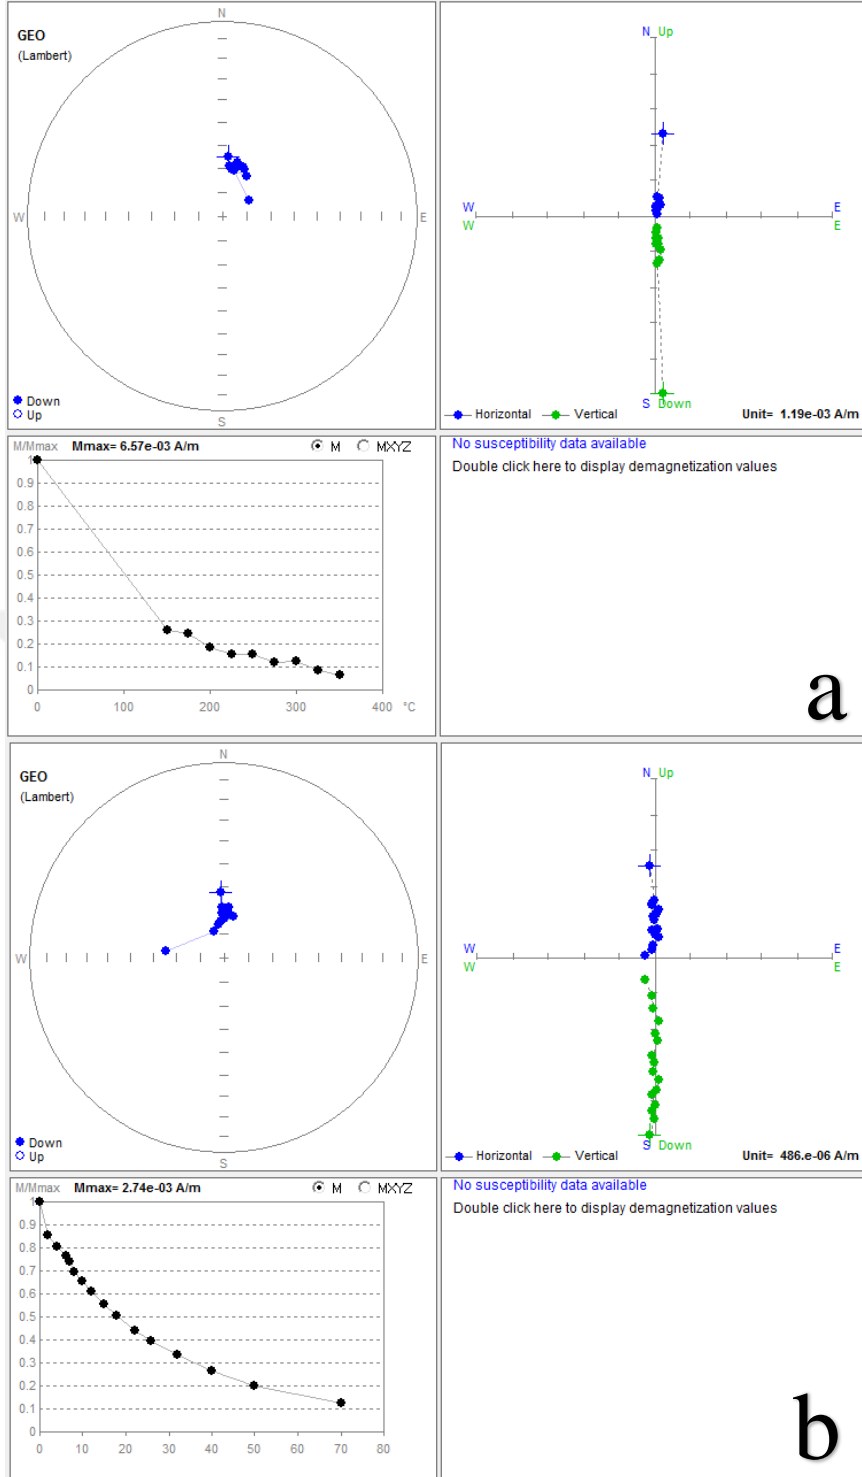 N
GEO
(Lambert)
W
E
S
Down
Up
N Up
W
E
W
E
S Down
Horizontal
Vertical
Unit= 1.19e-03 A/m
M/Mmax Mmax= 6.57e-03 A/m M MXYZ
1
0.9
0.8
0.7
0.6
0.5
0.4
0.3
0.2
0.1
0
0 100 200 300 400 °C
No susceptibility data available
Double click here to display demagnetization values
a
N
GEO
(Lambert)
W
E
S
Down
Up
N Up
W
E
W
E
S Down
Horizontal
Vertical
Unit= 486.e-06 A/m
M/Mmax Mmax= 2.74e-03 A/m M MXYZ
1
0.9
0.8
0.7
0.6
0.5
0.4
0.3
0.2
0.1
0
0 10 20 30 40 50 60 70 80
No susceptibility data available
Double click here to display demagnetization values
b